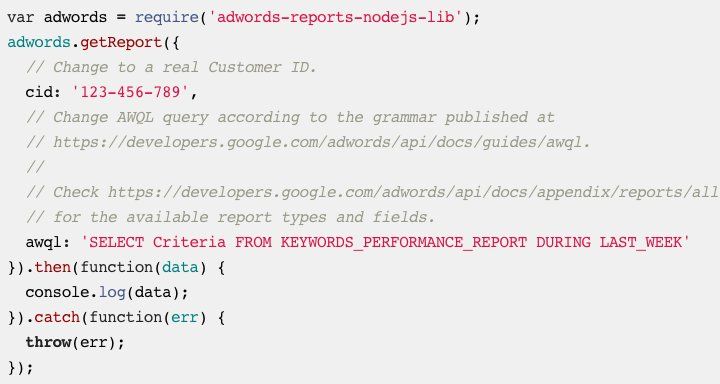 var adwords = require('adwords-reports-nodejs-lib');
adwords.getReport({
  // Change to a real Customer ID.
  cid: '123-456-789',
  // Change AWQL query according to the grammar published at
  // https://developers.google.com/adwords/api/docs/guides/awql.
  //
  // Check https://developers.google.com/adwords/api/docs/appendix/reports/all
  // for the available report types and fields.
  awql: 'SELECT Criteria FROM KEYWORDS_PERFORMANCE_REPORT DURING LAST_WEEK'
}).then(function(data) {
  console.log(data);
}).catch(function(err) {
  throw(err);
});